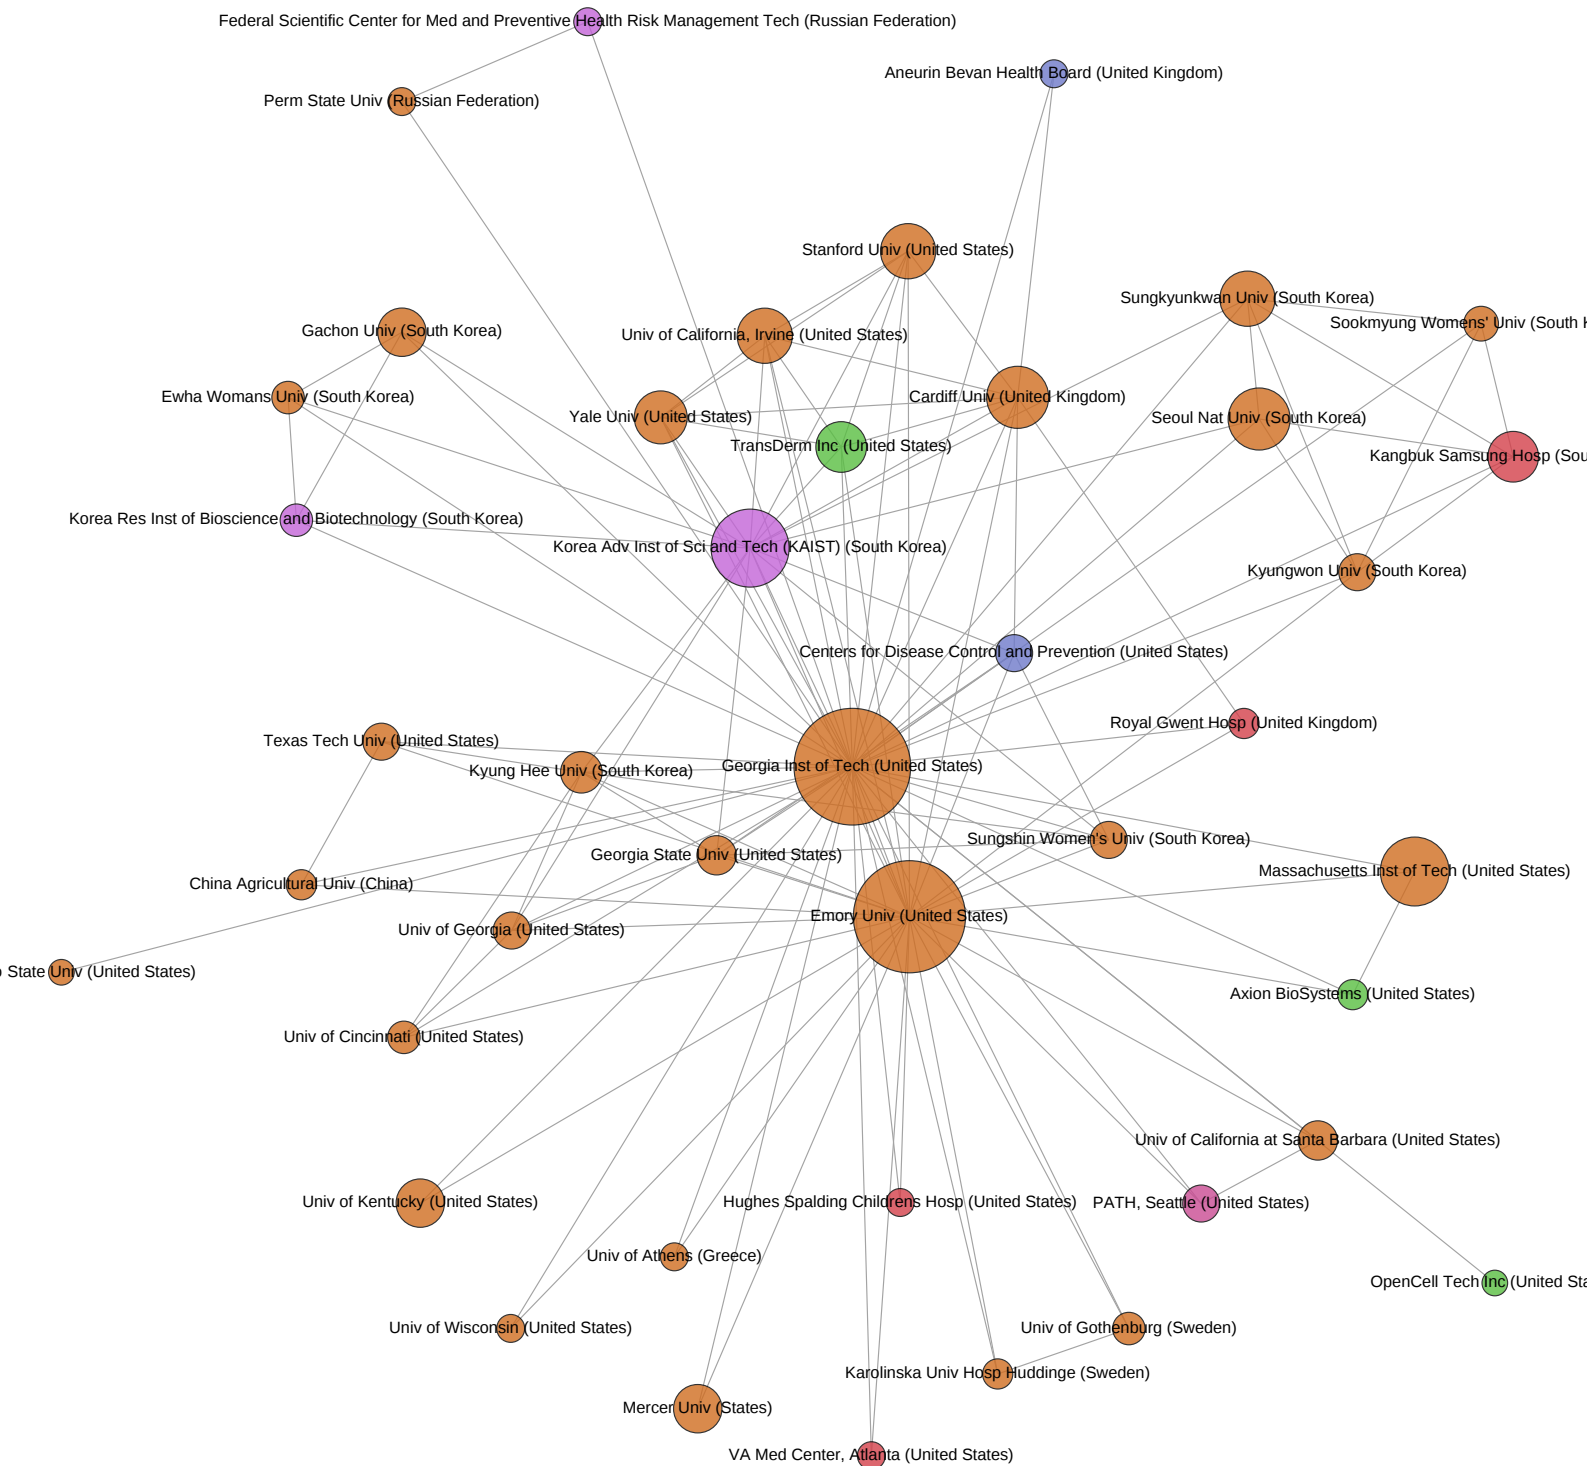 Federal Scientific Center for Med and Preventive Health Risk Management Tech (Russian Federation)
Aneurin Bevan Health Board (United Kingdom)
Perm State Univ (Russian Federation)
Stanford Univ (United States)
Sungkyunkwan Univ (South Korea)
Sookmyung Womens' Univ (South
Gachon Univ (South Korea)
Univ of California, Irvine (United States)
Ewha Womans Univ (South Korea)
Cardiff Univ (United Kingdom)
Yale Univ (United States)
Seoul Nat Univ (South Korea)
TransDerm Inc (United States)
Kangbuk Samsung Hosp (Sou
Korea Res Inst of Bioscience and Biotechnology (South Korea)
Korea Adv Inst of Sci and Tech (KAIST) (South Korea)
Kyungwon Univ (South Korea)
Centers for Disease Control and Prevention (United States)
Royal Gwent Hosp (United Kingdom)
Texas Tech Univ (United States)
Georgia Inst of Tech (United States)
Kyung Hee Univ (South Korea)
Sungshin Women's Univ (South Korea)
Georgia State Univ (United States)
Massachusetts Inst of Tech (United States)
China Agricultural Univ (China)
Emory Univ (United States)
Univ of Georgia (United States)
State Univ (United States)
Axion BioSystems (United States)
Univ of Cincinnati (United States)
Univ of California at Santa Barbara (United States)
Univ of Kentucky (United States)
Hughes Spalding Childrens Hosp (United States)
PATH, Seattle (United States)
Univ of Athens (Greece)
OpenCell Tech Inc (United Sta
Univ of Wisconsin (United States)
Univ of Gothenburg (Sweden)
Karolinska Univ Hosp Huddinge (Sweden)
Mercer Univ (States)
VA Med Center, Atlanta (United States)